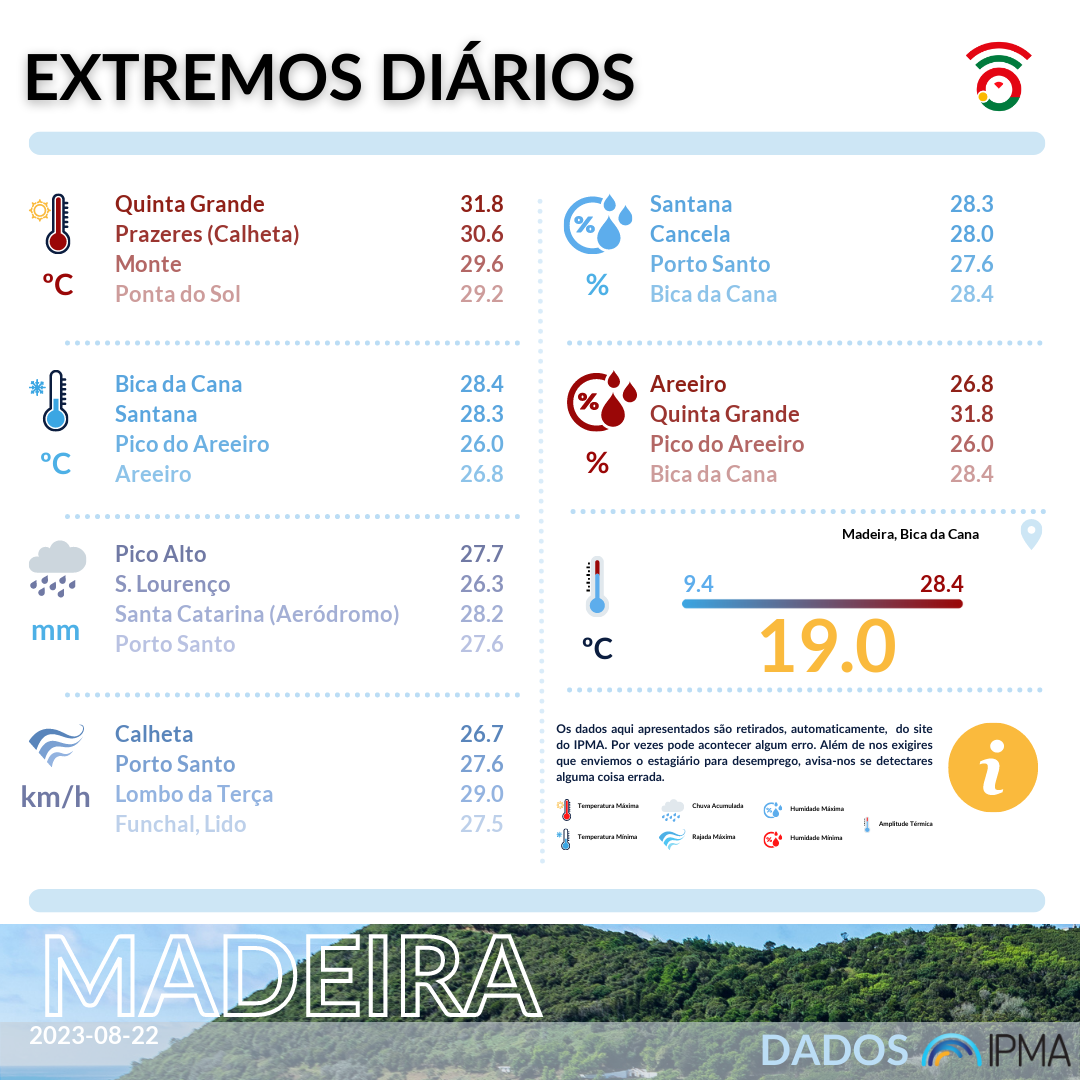 EXTREMOS DIÁRIOS
Quinta Grande 31.8
Prazeres (Calheta) 30.6
Monte 29.6
Ponta do Sol 29.2
ºC
Bica da Cana 28.4
Santana 28.3
Pico do Areeiro 26.0
Areeiro 26.8
ºC
Pico Alto 27.7
S. Lourenço 26.3
Santa Catarina (Aeródromo) 28.2
Porto Santo 27.6
mm
Calheta 26.7
Porto Santo 27.6
Lombo da Terça 29.0
Funchal, Lido 27.5
km/h
%
Santana 28.3
Cancela 28.0
Porto Santo 27.6
Bica da Cana 28.4
%
%
Areeiro 26.8
Quinta Grande 31.8
Pico do Areeiro 26.0
Bica da Cana 28.4
%
Madeira, Bica da Cana
9.4 28.4
19.0
ºC
Os dados aqui apresentados são retirados, automaticamente, do site
do IPMA. Por vezes pode acontecer algum erro. Além de nos exigires
que enviemos o estagiário para desemprego, avisa-nos se detectares
alguma coisa errada.
i
Temperatura Máxima Chuva Acumulada Humidade Máxima
Amplitude Térmica
Temperatura Mínima Rajada Máxima Humidade Mínima
MADEIRA
2023-08-22
DADOS IPMA